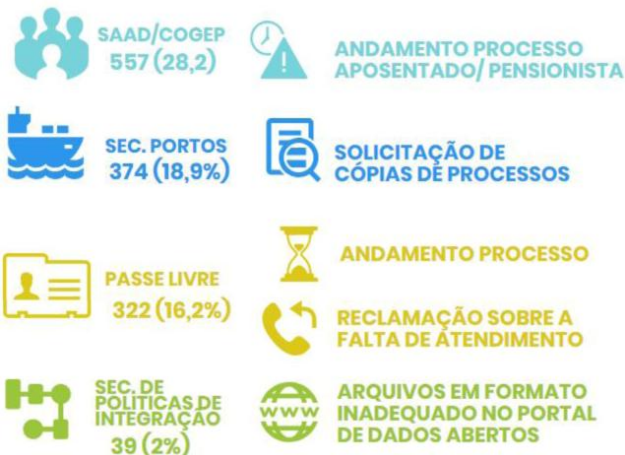 SAAD/COGEP
557 (28,2)
ANDAMENTO PROCESSO
APOSENTADO/ PENSIONISTA
SEC. PORTOS
374 (18,9%)
SOLICITAÇÃO DE
CÓPIAS DE PROCESSOS
PASSE LIVRE
322 (16,2%)
ANDAMENTO PROCESSO
RECLAMAÇÃO SOBRE A
FALTA DE ATENDIMENTO
SEC. DE
POLÍTICAS DE
INTEGRAÇÃO
39 (2%)
www
ARQUIVOS EM FORMATO
INADEQUADO NO PORTAL
DE DADOS ABERTOS